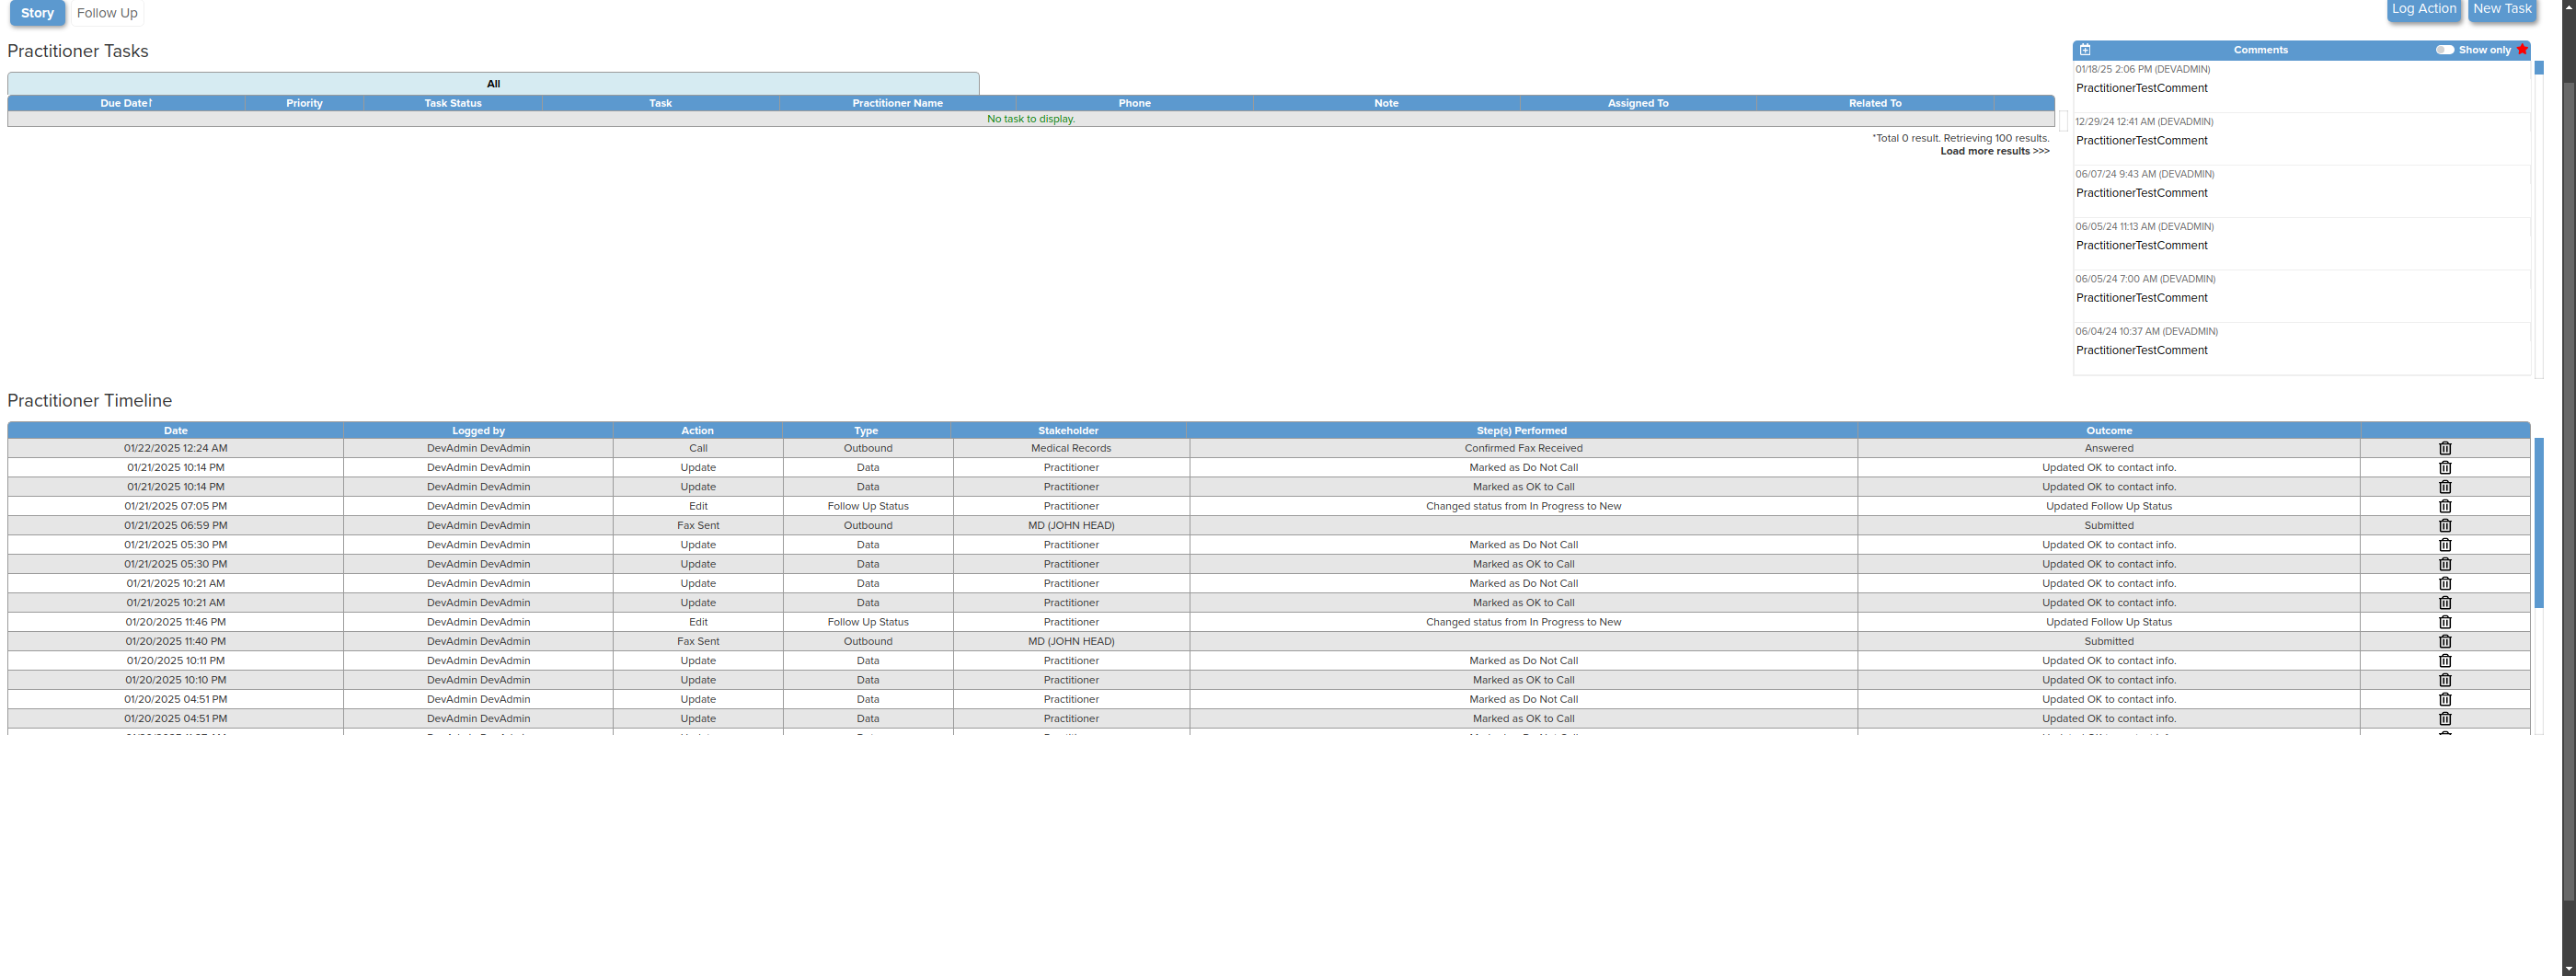 Story Follow Up Log Action New Task
Practitioner Tasks
Comments Show only
All
Due Date↑ Priority Task Status Task Practitioner Name Phone Note Assigned To Related To
No task to display.
*Total 0 result. Retrieving 100 results.
Load more results >>>
01/18/25 2:06 PM (DEVADMIN)
PractitionerTestComment
12/29/24 12:41 AM (DEVADMIN)
PractitionerTestComment
06/07/24 9:43 AM (DEVADMIN)
PractitionerTestComment
06/05/24 11:13 AM (DEVADMIN)
PractitionerTestComment
06/05/24 7:00 AM (DEVADMIN)
PractitionerTestComment
06/04/24 10:37 AM (DEVADMIN)
PractitionerTestComment
Practitioner Timeline
Date Logged by Action Type Stakeholder Step(s) Performed Outcome
01/22/2025 12:24 AM DevAdmin DevAdmin Call Outbound Medical Records Confirmed Fax Received Answered
01/21/2025 10:14 PM DevAdmin DevAdmin Update Data Practitioner Marked as Do Not Call Updated OK to contact info.
01/21/2025 10:14 PM DevAdmin DevAdmin Update Data Practitioner Marked as OK to Call Updated OK to contact info.
01/21/2025 07:05 PM DevAdmin DevAdmin Edit Follow Up Status Practitioner Changed status from In Progress to New Updated Follow Up Status
01/21/2025 06:59 PM DevAdmin DevAdmin Fax Sent Outbound MD (JOHN HEAD) Submitted
01/21/2025 05:30 PM DevAdmin DevAdmin Update Data Practitioner Marked as Do Not Call Updated OK to contact info.
01/21/2025 05:30 PM DevAdmin DevAdmin Update Data Practitioner Marked as OK to Call Updated OK to contact info.
01/21/2025 10:21 AM DevAdmin DevAdmin Update Data Practitioner Marked as Do Not Call Updated OK to contact info.
01/21/2025 10:21 AM DevAdmin DevAdmin Update Data Practitioner Marked as OK to Call Updated OK to contact info.
01/20/2025 11:46 PM DevAdmin DevAdmin Edit Follow Up Status Practitioner Changed status from In Progress to New Updated Follow Up Status
01/20/2025 11:40 PM DevAdmin DevAdmin Fax Sent Outbound MD (JOHN HEAD) Submitted
01/20/2025 10:11 PM DevAdmin DevAdmin Update Data Practitioner Marked as Do Not Call Updated OK to contact info.
01/20/2025 10:10 PM DevAdmin DevAdmin Update Data Practitioner Marked as OK to Call Updated OK to contact info.
01/20/2025 04:51 PM DevAdmin DevAdmin Update Data Practitioner Marked as Do Not Call Updated OK to contact info.
01/20/2025 04:51 PM DevAdmin DevAdmin Update Data Practitioner Marked as OK to Call Updated OK to contact info.